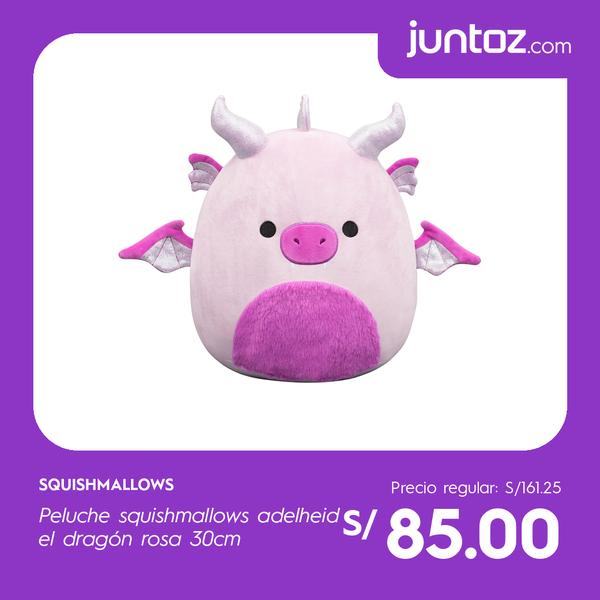 juntoz.com
SQUISHMALLOWS
Peluche squishmallows adelheid
el dragón rosa 30cm
Precio regular: S/161.25
S/ 85.00